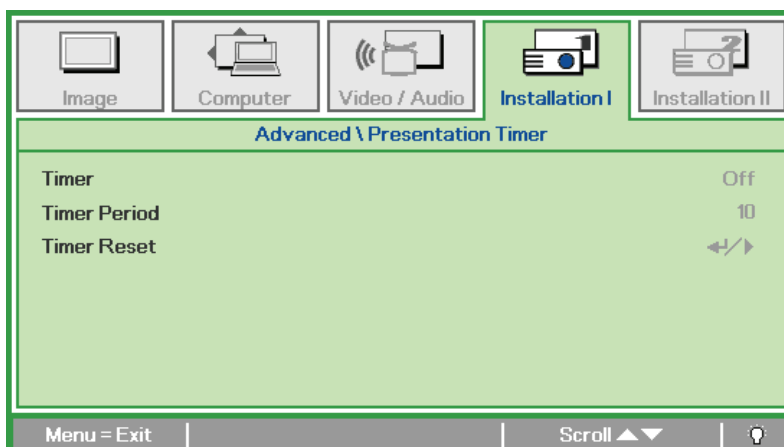 Image
Computer
Video / Audio
Installation I
Installation II
Advanced \ Presentation Timer
Timer Off
Timer Period 10
Timer Reset ↵/▶
Menu = Exit Scroll ▲▼